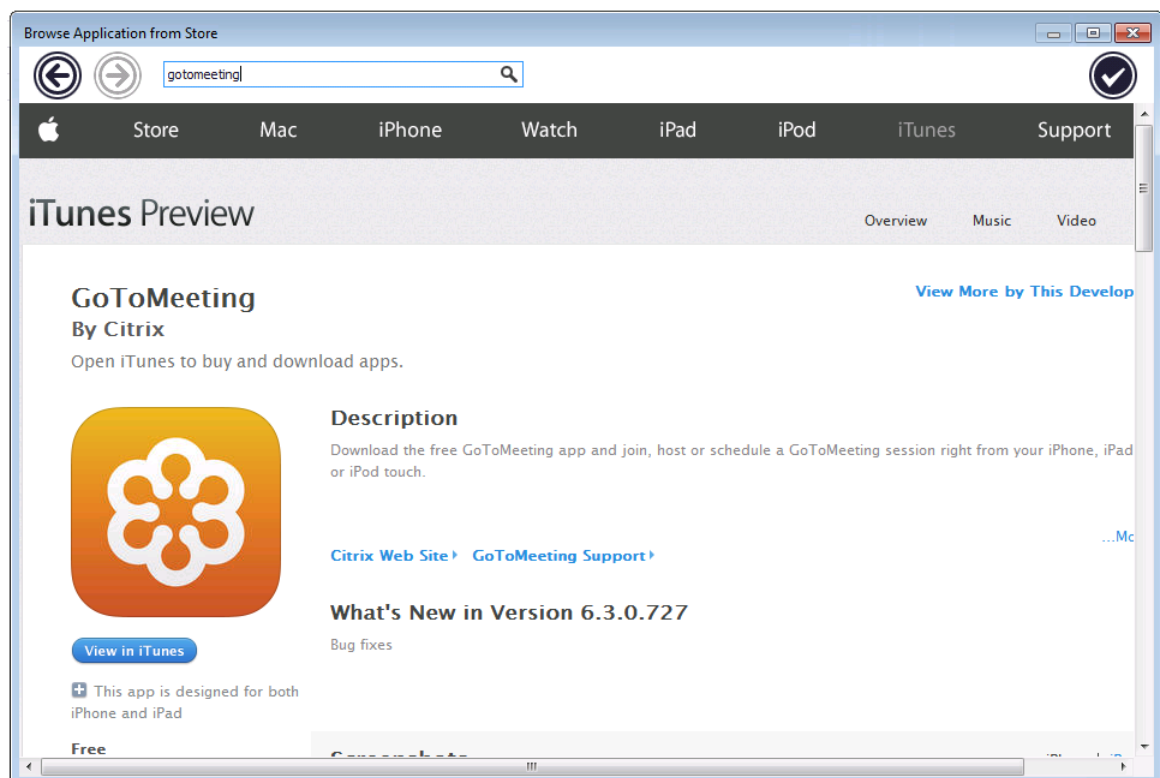 Browse Application from Store
gotomeeting
Store Mac iPhone Watch iPad iPod iTunes Support
iTunes Preview
Overview Music Video
GoToMeeting
View More by This Develop
By Citrix
Open iTunes to buy and download apps.
Description
Download the free GoToMeeting app and join, host or schedule a GoToMeeting session right from your iPhone, iPad
or iPod touch.
...Mo
Citrix Web Site GoToMeeting Support
What's New in Version 6.3.0.727
Bug fixes
View in iTunes
This app is designed for both
iPhone and iPad
Free